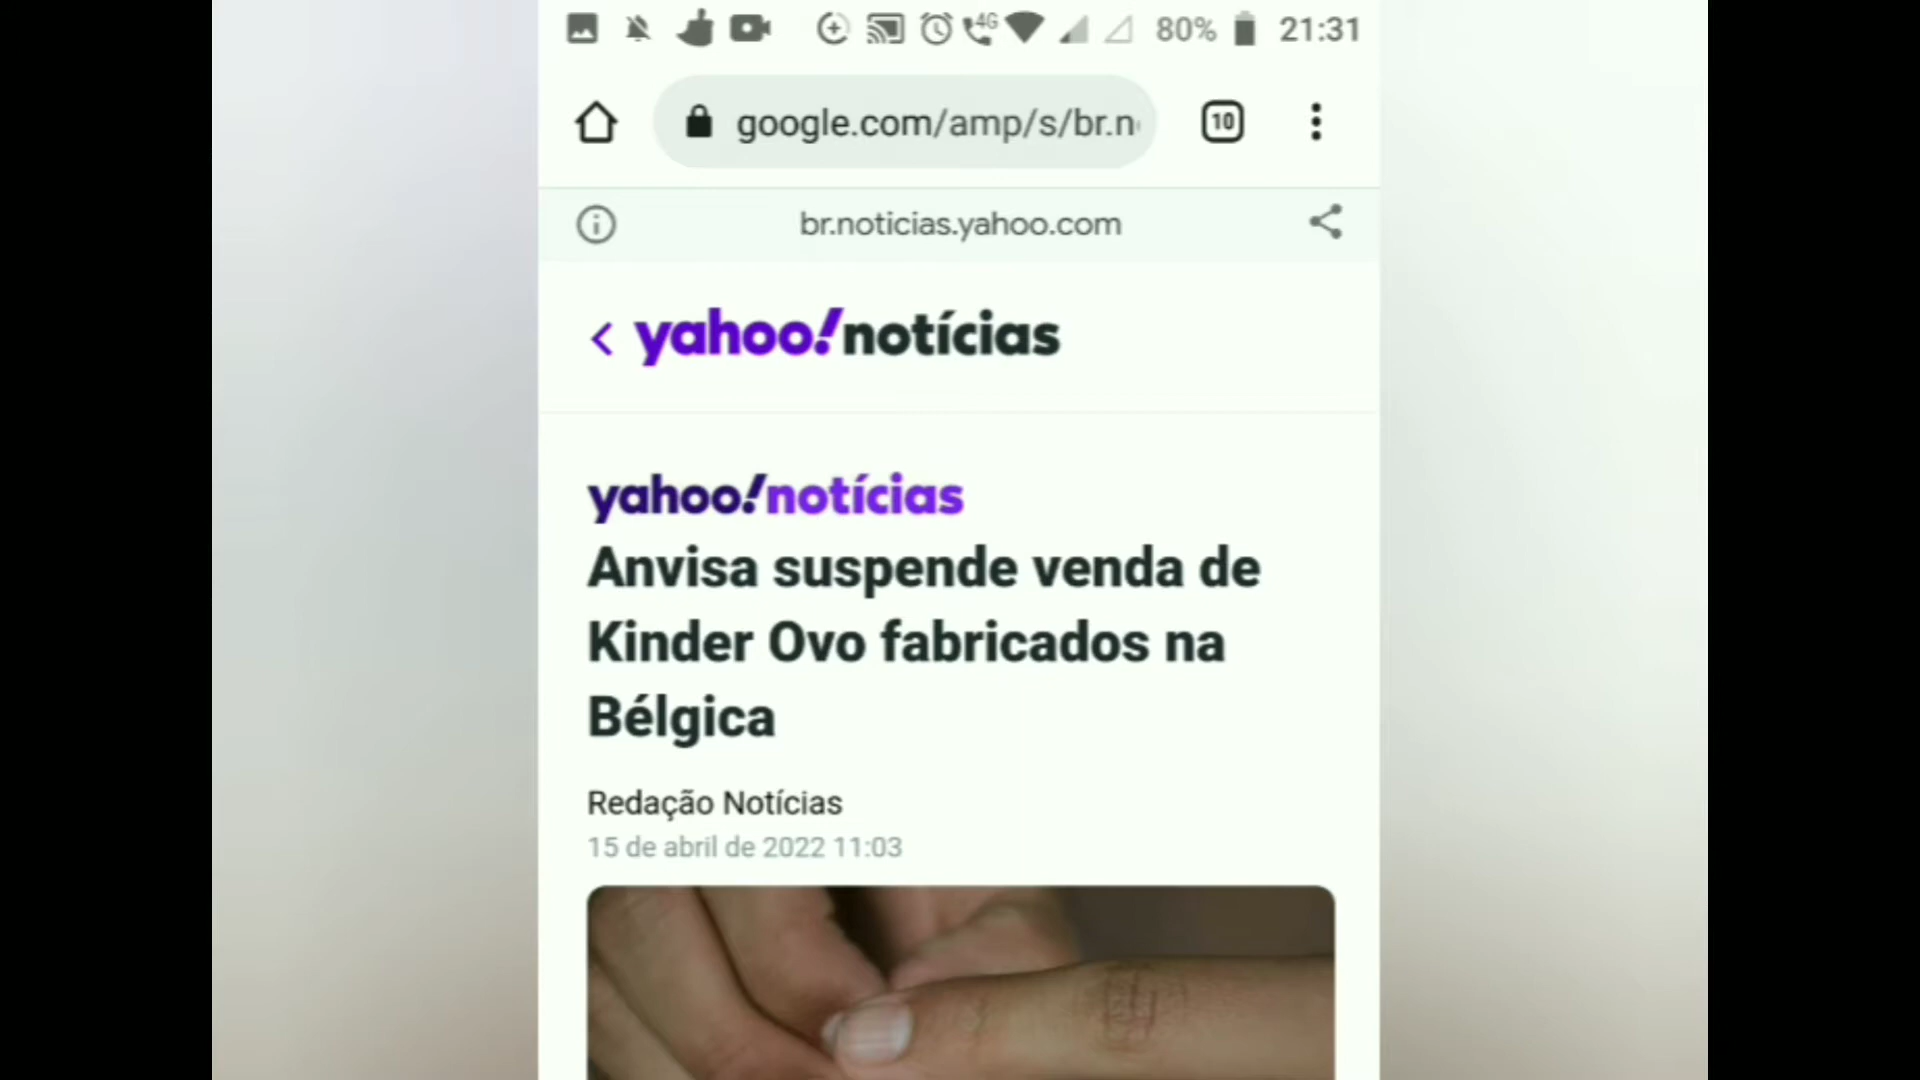 4G 80% 21:31
google.com/amp/s/br.n
10
br.noticias.yahoo.com
yahoo!notícias
yahoo!notícias
Anvisa suspende venda de
Kinder Ovo fabricados na
Bélgica
Redação Notícias
15 de abril de 2022 11:03